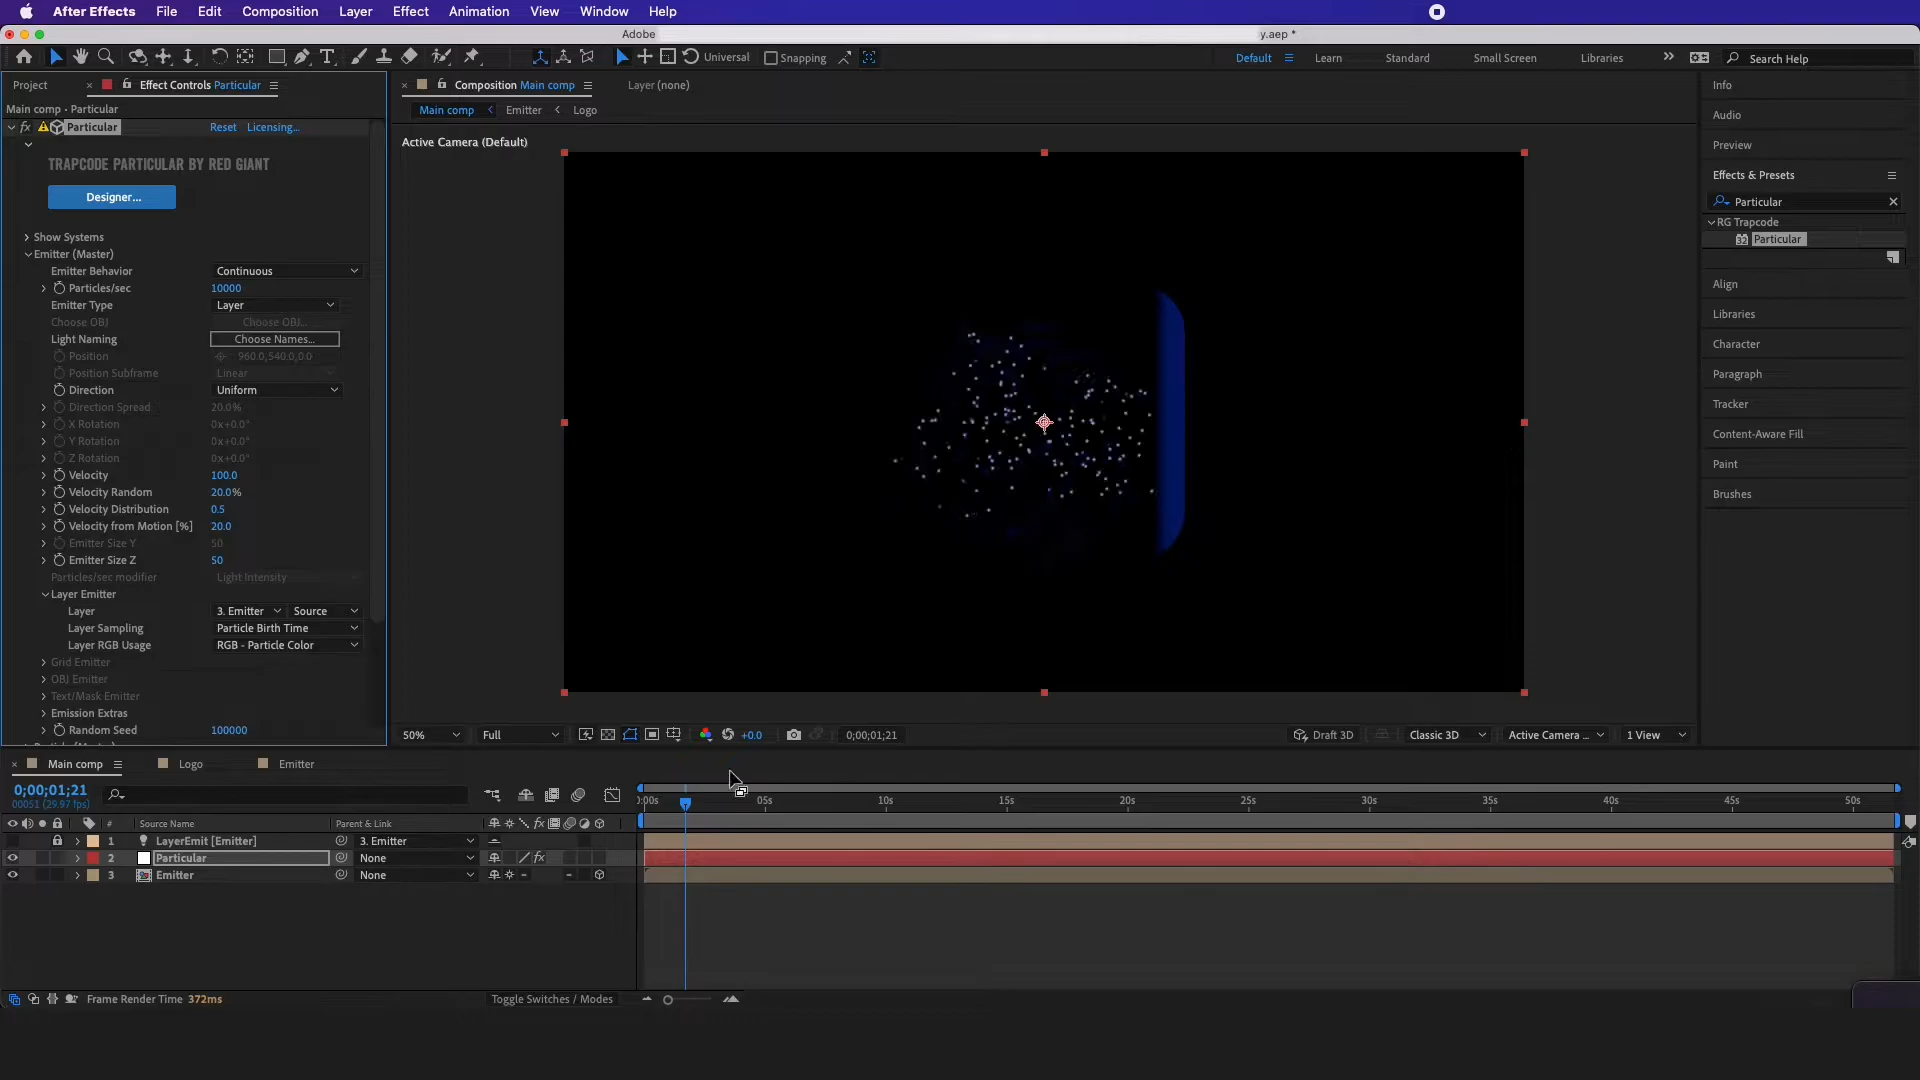 After Effects File Edit Composition Layer Effect Animation View Window Help
Adobe y.aep *
Universal Snapping Default Learn Standard Small Screen Libraries Search Help
Project Effect Controls Particular
Main comp • Particular
fx Particular Reset Licensing...
TRAPCODE PARTICULAR BY RED GIANT
Designer...
Show Systems
Emitter (Master)
Emitter Behavior Continuous
Particles/sec 10000
Emitter Type Layer
Choose OBJ Choose OBJ...
Light Naming Choose Names...
Position 960.0,540.0,0.0
Position Subframe Linear
Direction Uniform
Direction Spread 20.0%
X Rotation 0x+0.0°
Y Rotation 0x+0.0°
Z Rotation 0x+0.0°
Velocity 100.0
Velocity Random 20.0%
Velocity Distribution 0.5
Velocity from Motion [%] 20.0
Emitter Size Y 50
Emitter Size Z 50
Particles/sec modifier Light Intensity
Layer Emitter
Layer 3. Emitter Source
Layer Sampling Particle Birth Time
Layer RGB Usage RGB - Particle Color
Grid Emitter
OBJ Emitter
Text/Mask Emitter
Emission Extras
Random Seed 100000
Composition Main comp Layer (none)
Main comp Emitter Logo
Active Camera (Default)
50% Full +0.0 0;00;01;21 Draft 3D Classic 3D Active Camera ... 1 View
Info
Audio
Preview
Effects & Presets
Particular
RG Trapcode
32 Particular
Align
Libraries
Character
Paragraph
Tracker
Content-Aware Fill
Paint
Brushes
Main comp Logo Emitter
0;00;01;21
00051 (29.97 fps)
0:00s 05s 10s 15s 20s 25s 30s 35s 40s 45s 50s
# Source Name Parent & Link fx
1 LayerEmit [Emitter] 3. Emitter
2 Particular None fx
3 Emitter None
Frame Render Time 372ms Toggle Switches / Modes